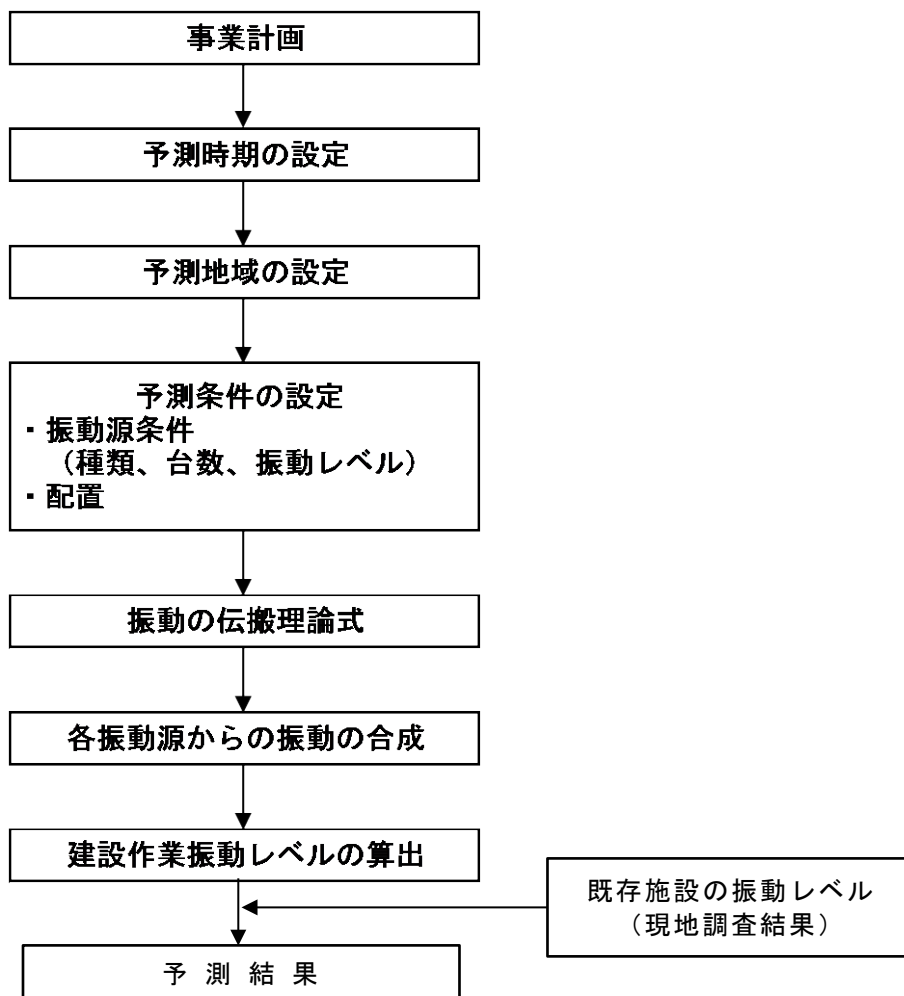 事業計画
予測時期の設定
予測地域の設定
予測条件の設定
・振動源条件
（種類、台数、振動レベル）
・配置
振動の伝搬理論式
各振動源からの振動の合成
建設作業振動レベルの算出
既存施設の振動レベル
（現地調査結果）
予測結果